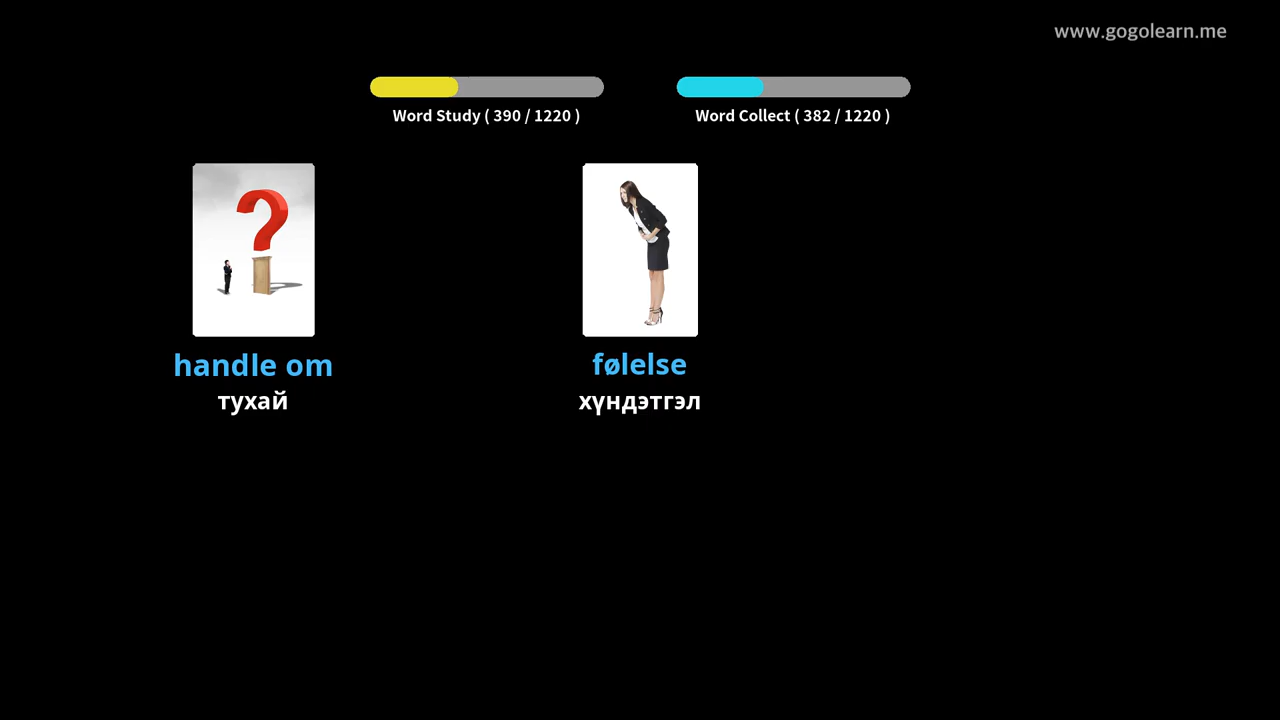 www.gogolearn.me
Word Study ( 390 / 1220 )
Word Collect ( 382 / 1220 )
handle om
тухай
følelse
хүндэтгэл